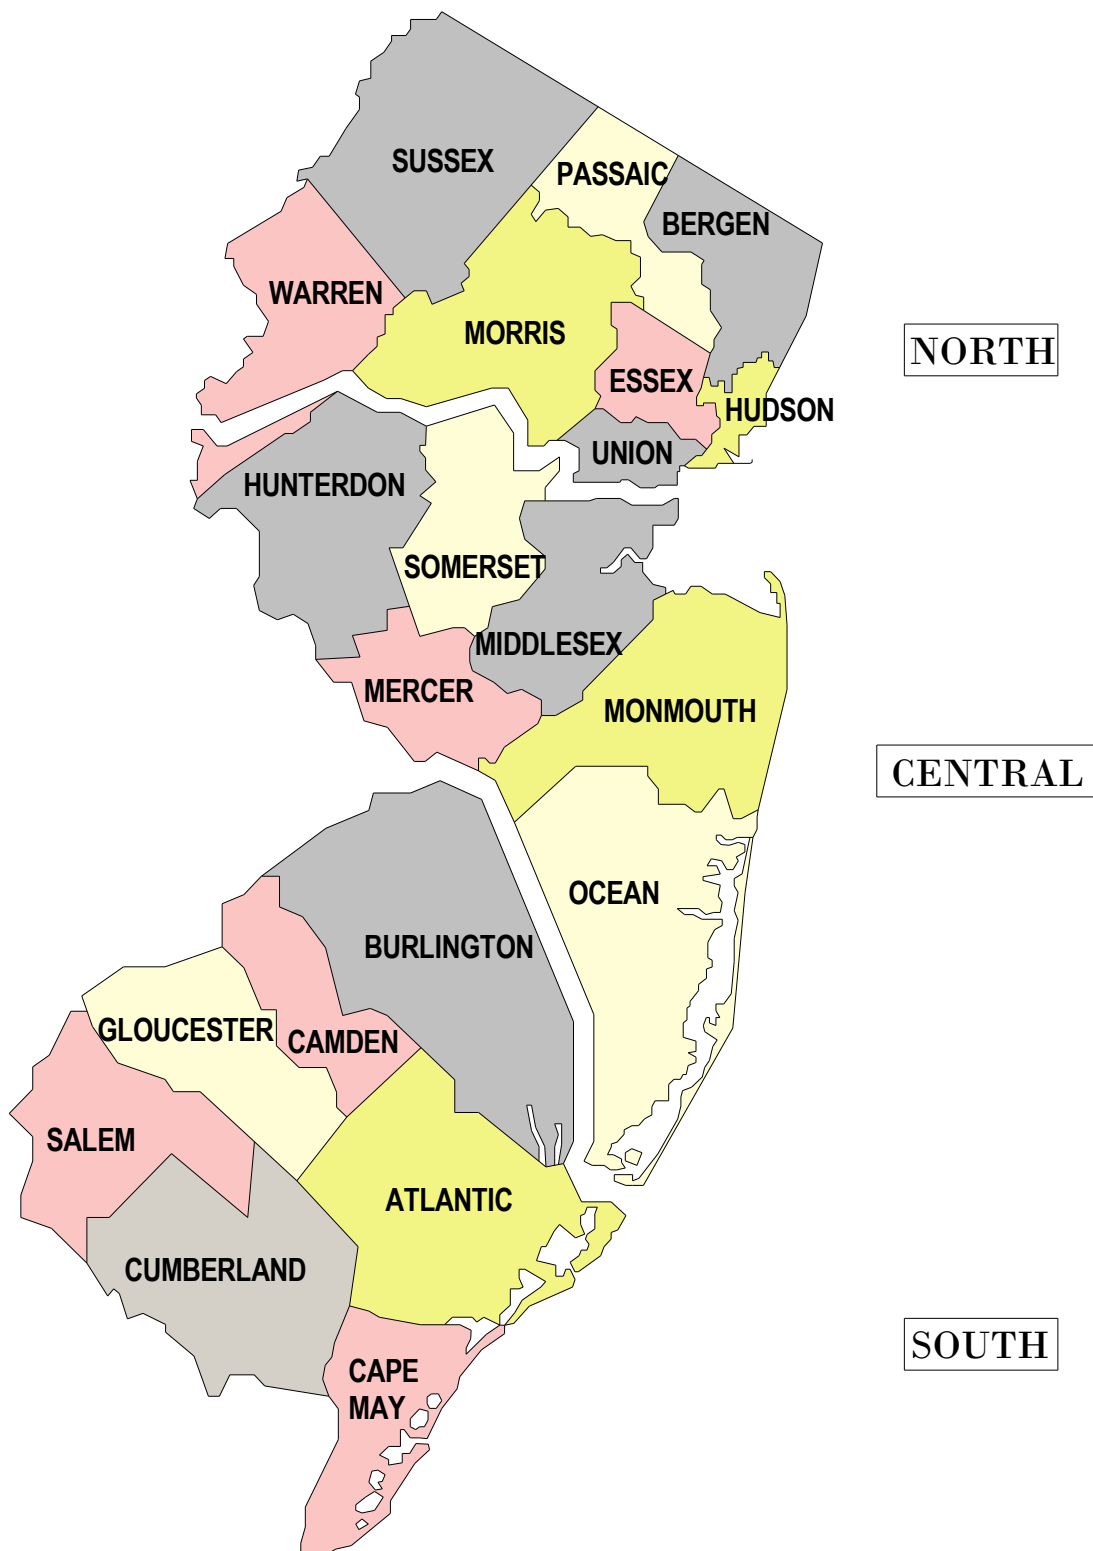 SUSSEX
PASSAIC
BERGEN
WARREN
MORRIS
NORTH
ESSEX
HUDSON
UNION
HUNTERDON
SOMERSET
MIDDLESEX
MERCER
MONMOUTH
CENTRAL
OCEAN
BURLINGTON
GLOUCESTER
CAMDEN
SALEM
ATLANTIC
CUMBERLAND
SOUTH
CAPE
MAY